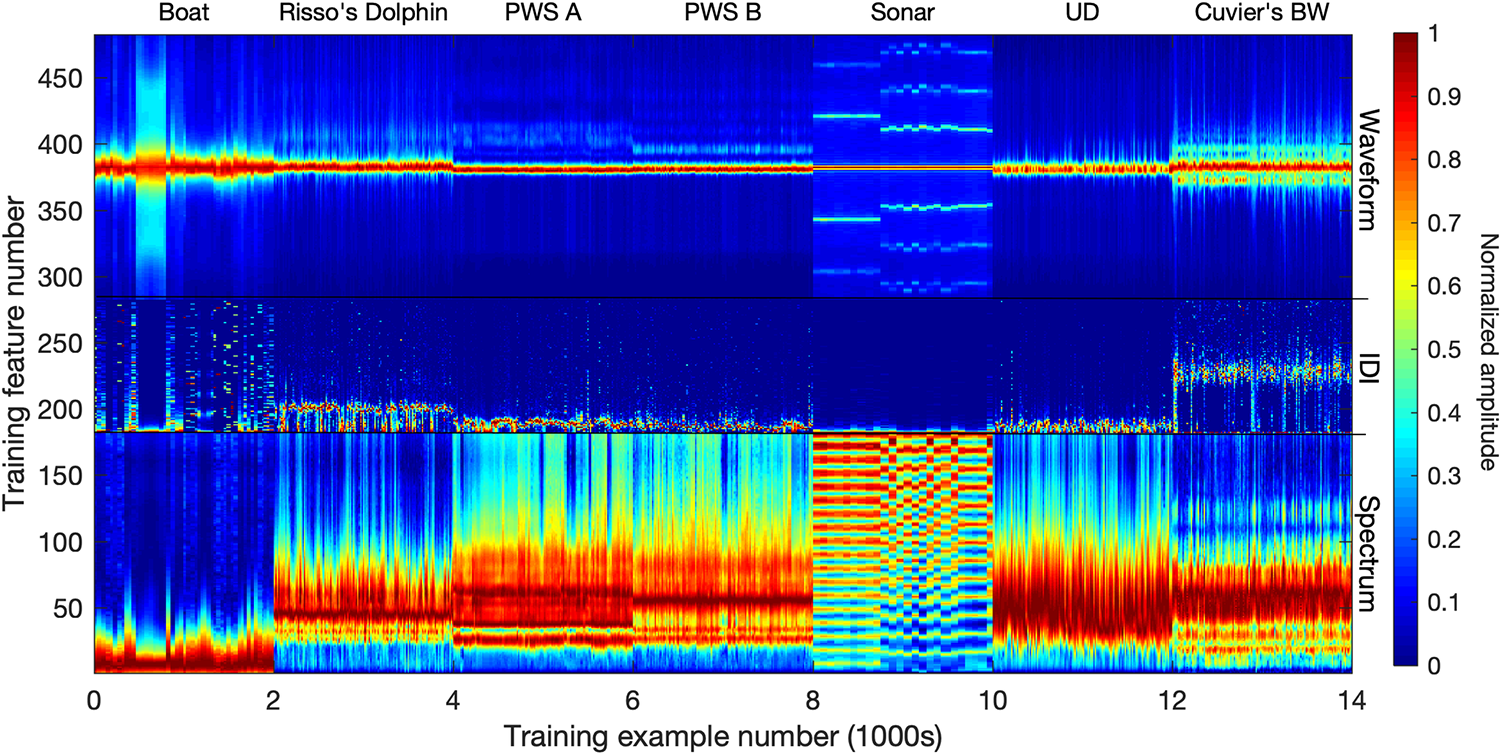 Boat Risso's Dolphin PWS A PWS B Sonar UD Cuvier's BW
450
400
350
300
250
200
150
100
50
Training feature number
Waveform
IDI
Spectrum
1
0.9
0.8
0.7
0.6
0.5
0.4
0.3
0.2
0.1
0
Normalized amplitude
0 2 4 6 8 10 12 14
Training example number (1000s)